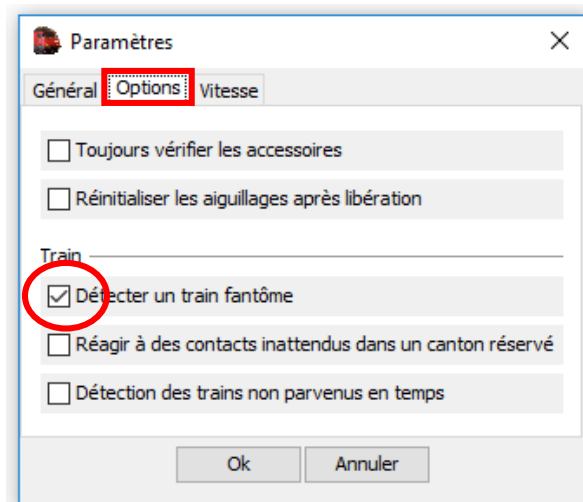 Paramètres
Général Options Vitesse
Toujours vérifier les accessoires
Réinitialiser les aiguillages après libération
Train
Détecter un train fantôme
Réagir à des contacts inattendus dans un canton réservé
Détection des trains non parvenus en temps
Ok Annuler